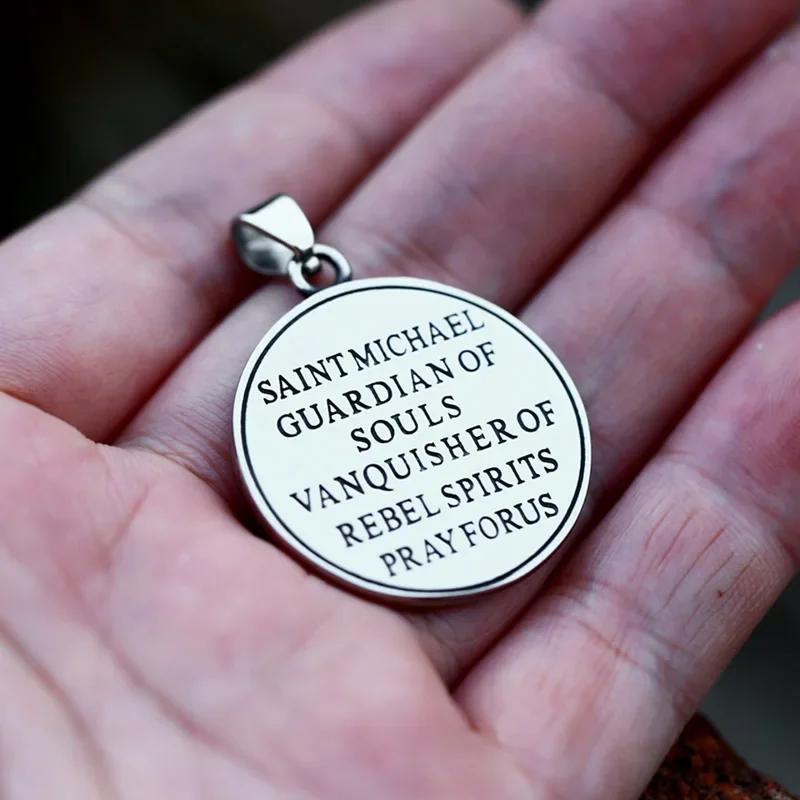 SAINT MICHAEL
GUARDIAN OF
SOULS
VANQUISHER OF
REBEL SPIRITS
PRAY FOR US